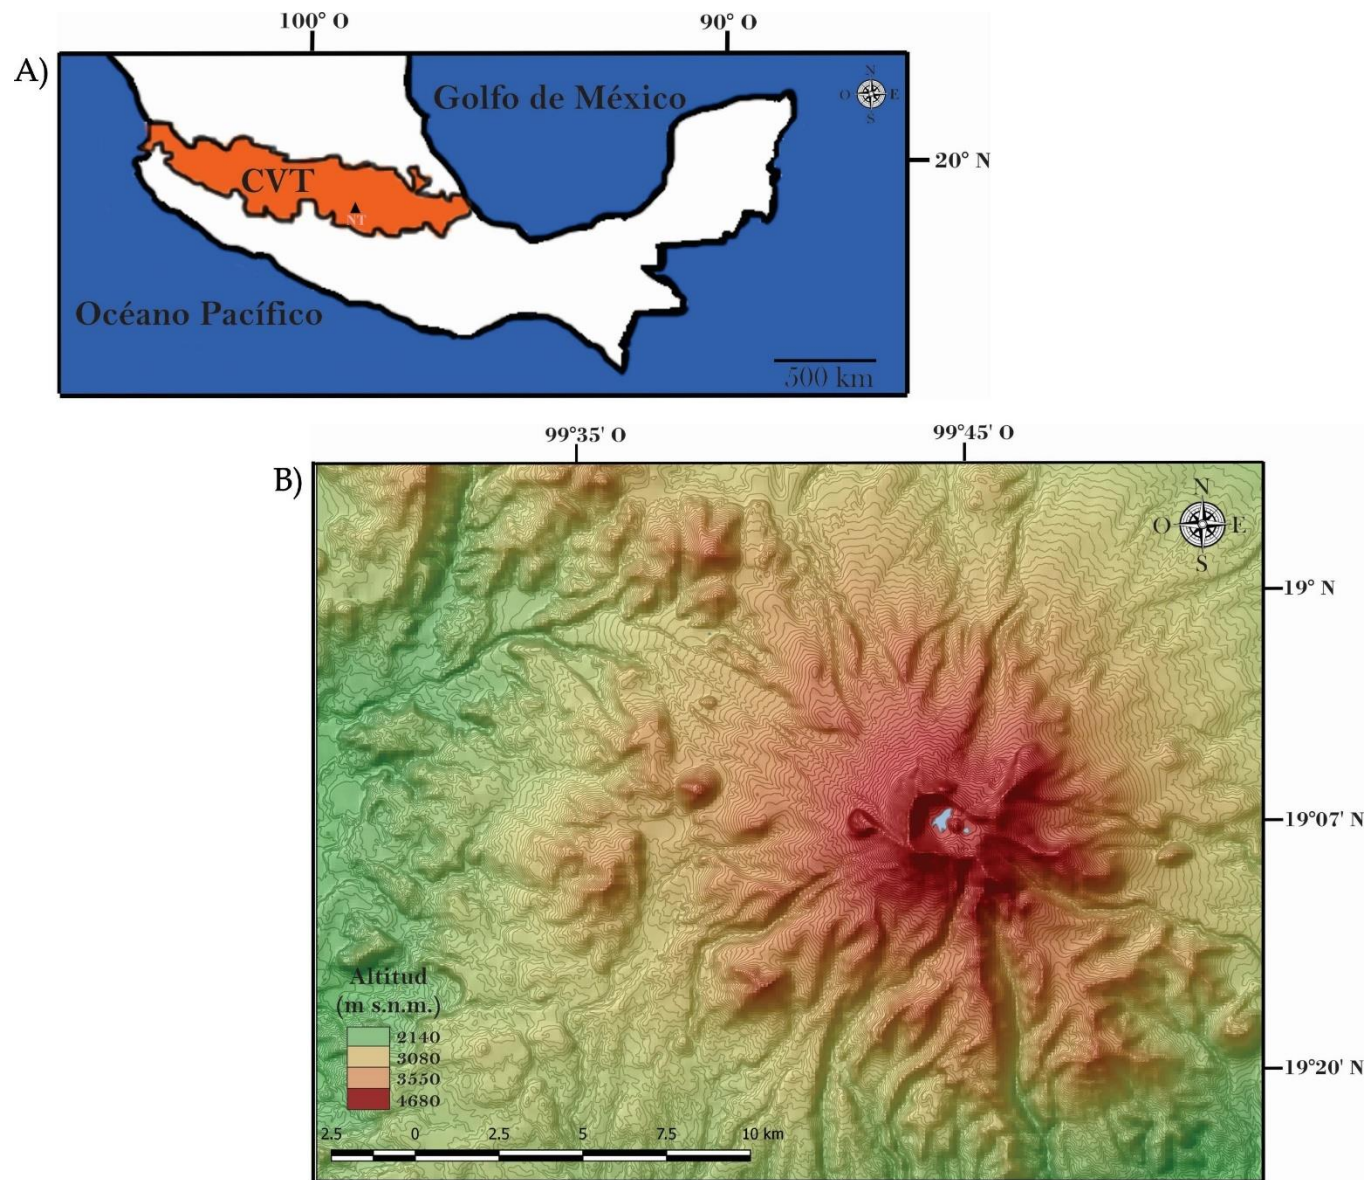 100° O
90° O
A)
Golfo de México
N
O
E
S
20° N
CVT
NT
Océano Pacífico
500 km
99°35' O
99°45' O
B)
N
O
E
S
19° N
19°07' N
Altitud
(m s.n.m.)
2140
3080
3550
4680
19°20' N
2.5 0 2.5 5 7.5 10 km